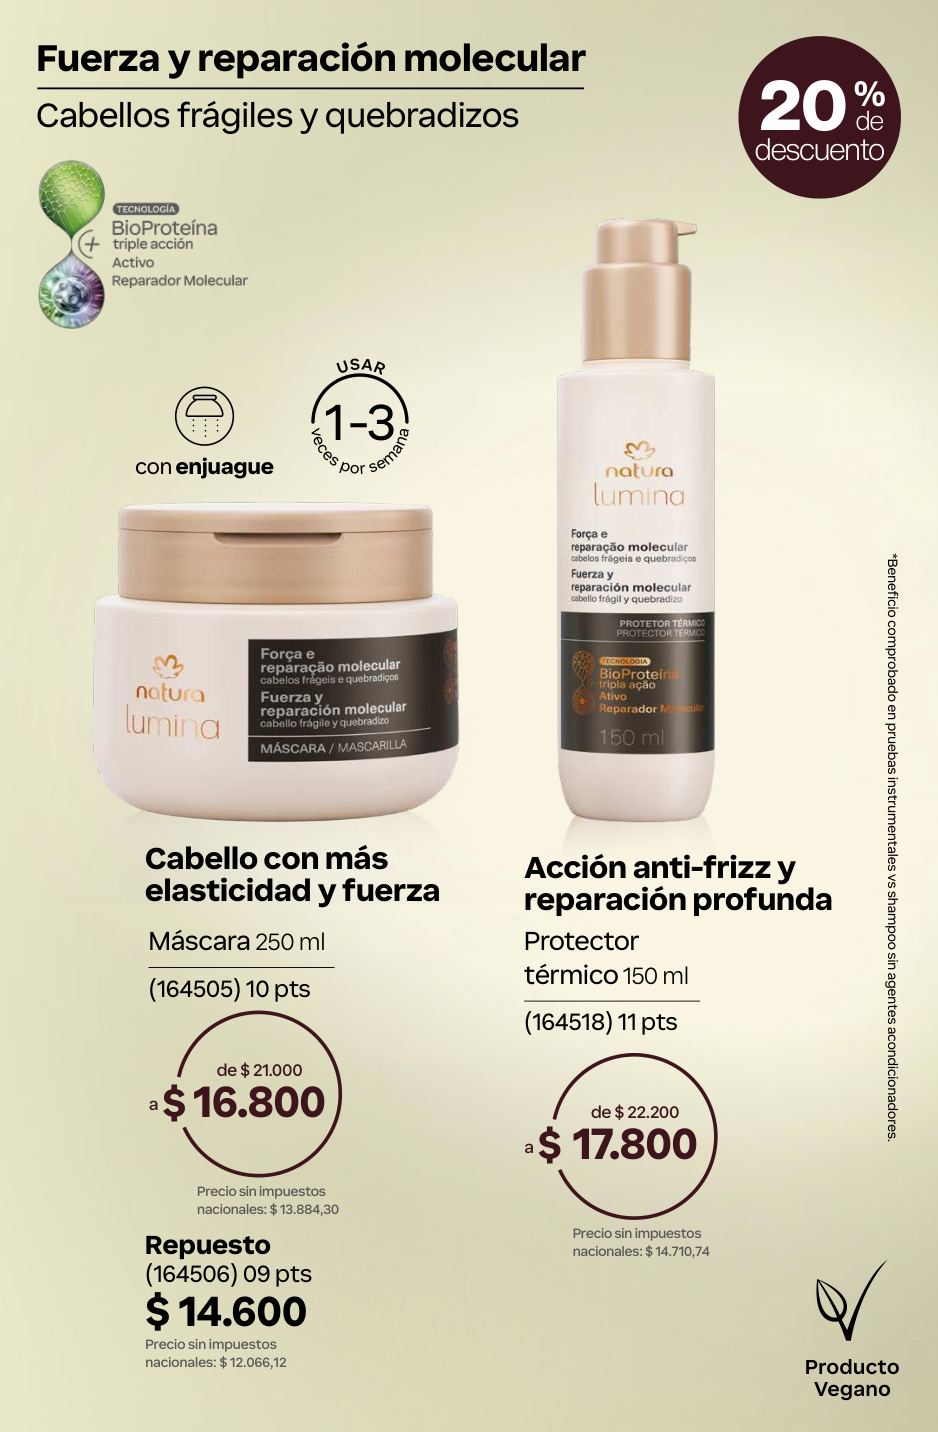 Fuerza y reparación molecular
Cabellos frágiles y quebradizos
20%
de
descuento
TECNOLOGÍA
BioProteína
triple acción
Activo
Reparador Molecular
con enjuague
USAR
1-3
veces por semana
natura
lumina
Força e
reparação molecular
cabelos frágeis e quebradiços
Fuerza y
reparación molecular
cabello frágile y quebradizo
MÁSCARA / MASCARILLA
natura
lumina
Força e
reparação molecular
cabelos frágeis e quebradiços
Fuerza y
reparación molecular
cabello frágil y quebradizo
PROTETOR TÉRMICO
PROTECTOR TÉRMICO
TECNOLOGIA
BioProteína
tripla ação
Ativo
Reparador Molecular
150 ml
Cabello con más
elasticidad y fuerza
Máscara 250 ml
(164505) 10 pts
de $ 21.000
a $ 16.800
Precio sin impuestos
nacionales: $ 13.884,30
Repuesto
(164506) 09 pts
$ 14.600
Precio sin impuestos
nacionales: $ 12.066,12
Acción anti-frizz y
reparación profunda
Protector
térmico 150 ml
(164518) 11 pts
de $ 22.200
a $ 17.800
Precio sin impuestos
nacionales: $ 14.710,74
*Beneficio comprobado en pruebas instrumentales vs shampoo sin agentes acondicionadores.
Producto
Vegano